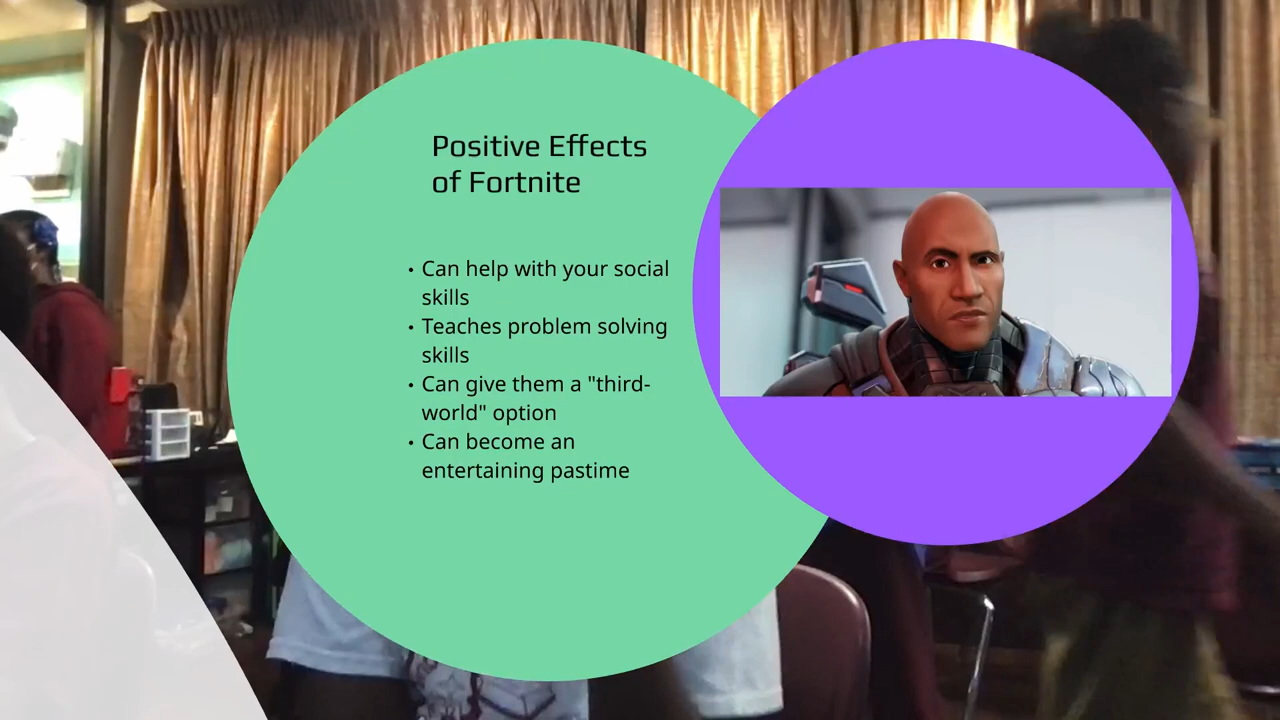 Positive Effects
of Fortnite
• Can help with your social
skills
• Teaches problem solving
skills
• Can give them a "third-
world" option
• Can become an
entertaining pastime